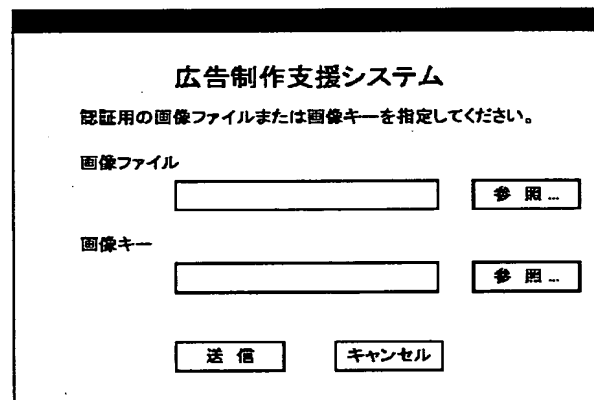 広告制作支援システム
認証用の画像ファイルまたは画像キーを指定してください。
画像ファイル
参 照 ...
画像キー
参 照 ...
送 信 キャンセル